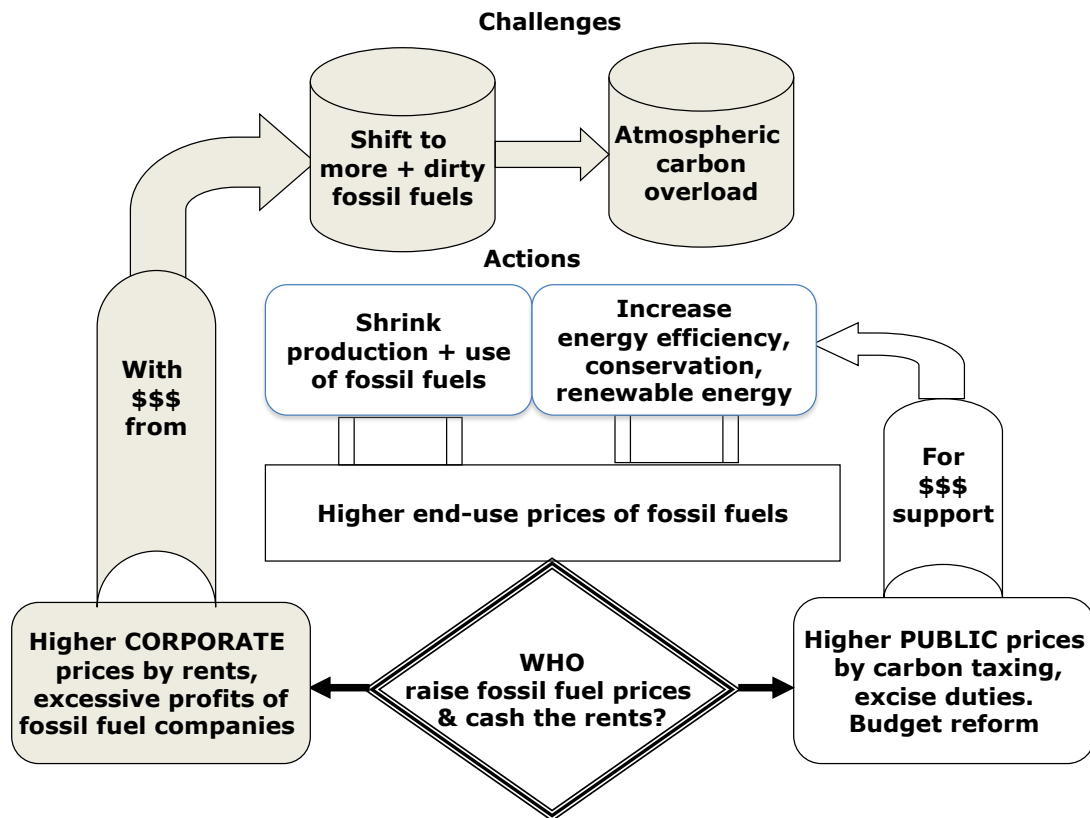 Challenges
Shift to
more + dirty
fossil fuels
Atmospheric
carbon
overload
Actions
Shrink
production + use
of fossil fuels
Increase
energy efficiency,
conservation,
renewable energy
With
$$$
from
For
$$$
support
Higher end-use prices of fossil fuels
Higher CORPORATE
prices by rents,
excessive profits of
fossil fuel companies
WHO
raise fossil fuel prices
& cash the rents?
Higher PUBLIC prices
by carbon taxing,
excise duties.
Budget reform